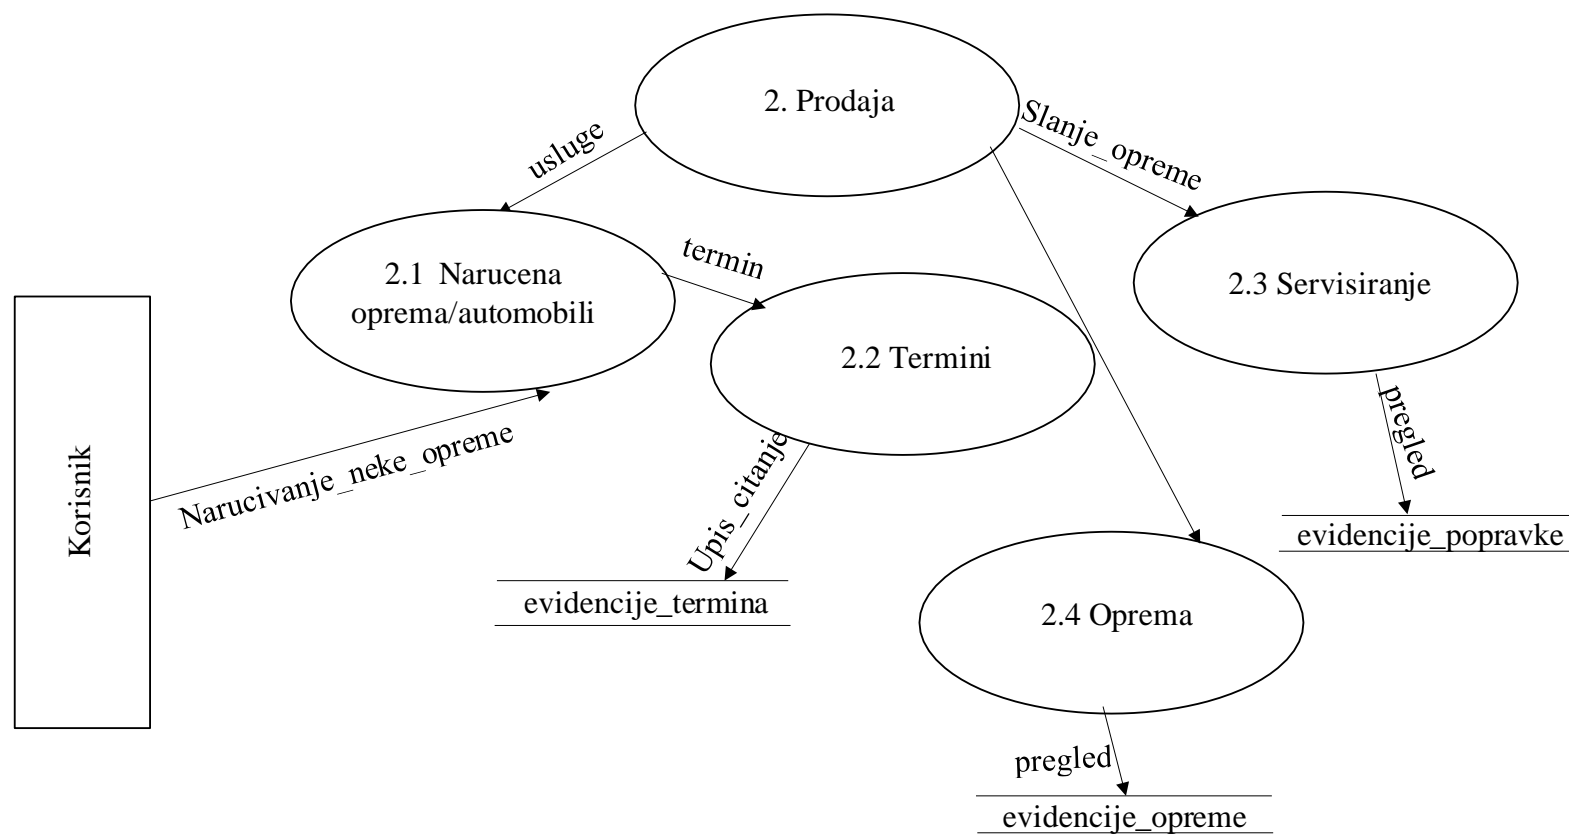 2. Prodaja
Slanje_opreme
usluge
termin
2.1 Narucena
oprema/automobili
2.2 Termini
2.3 Servisiranje
Korisnik
Narucivanje_neke_opreme
Upis_citanje
pregled
evidencije_popravke
evidencije_termina
2.4 Oprema
pregled
evidencije_opreme